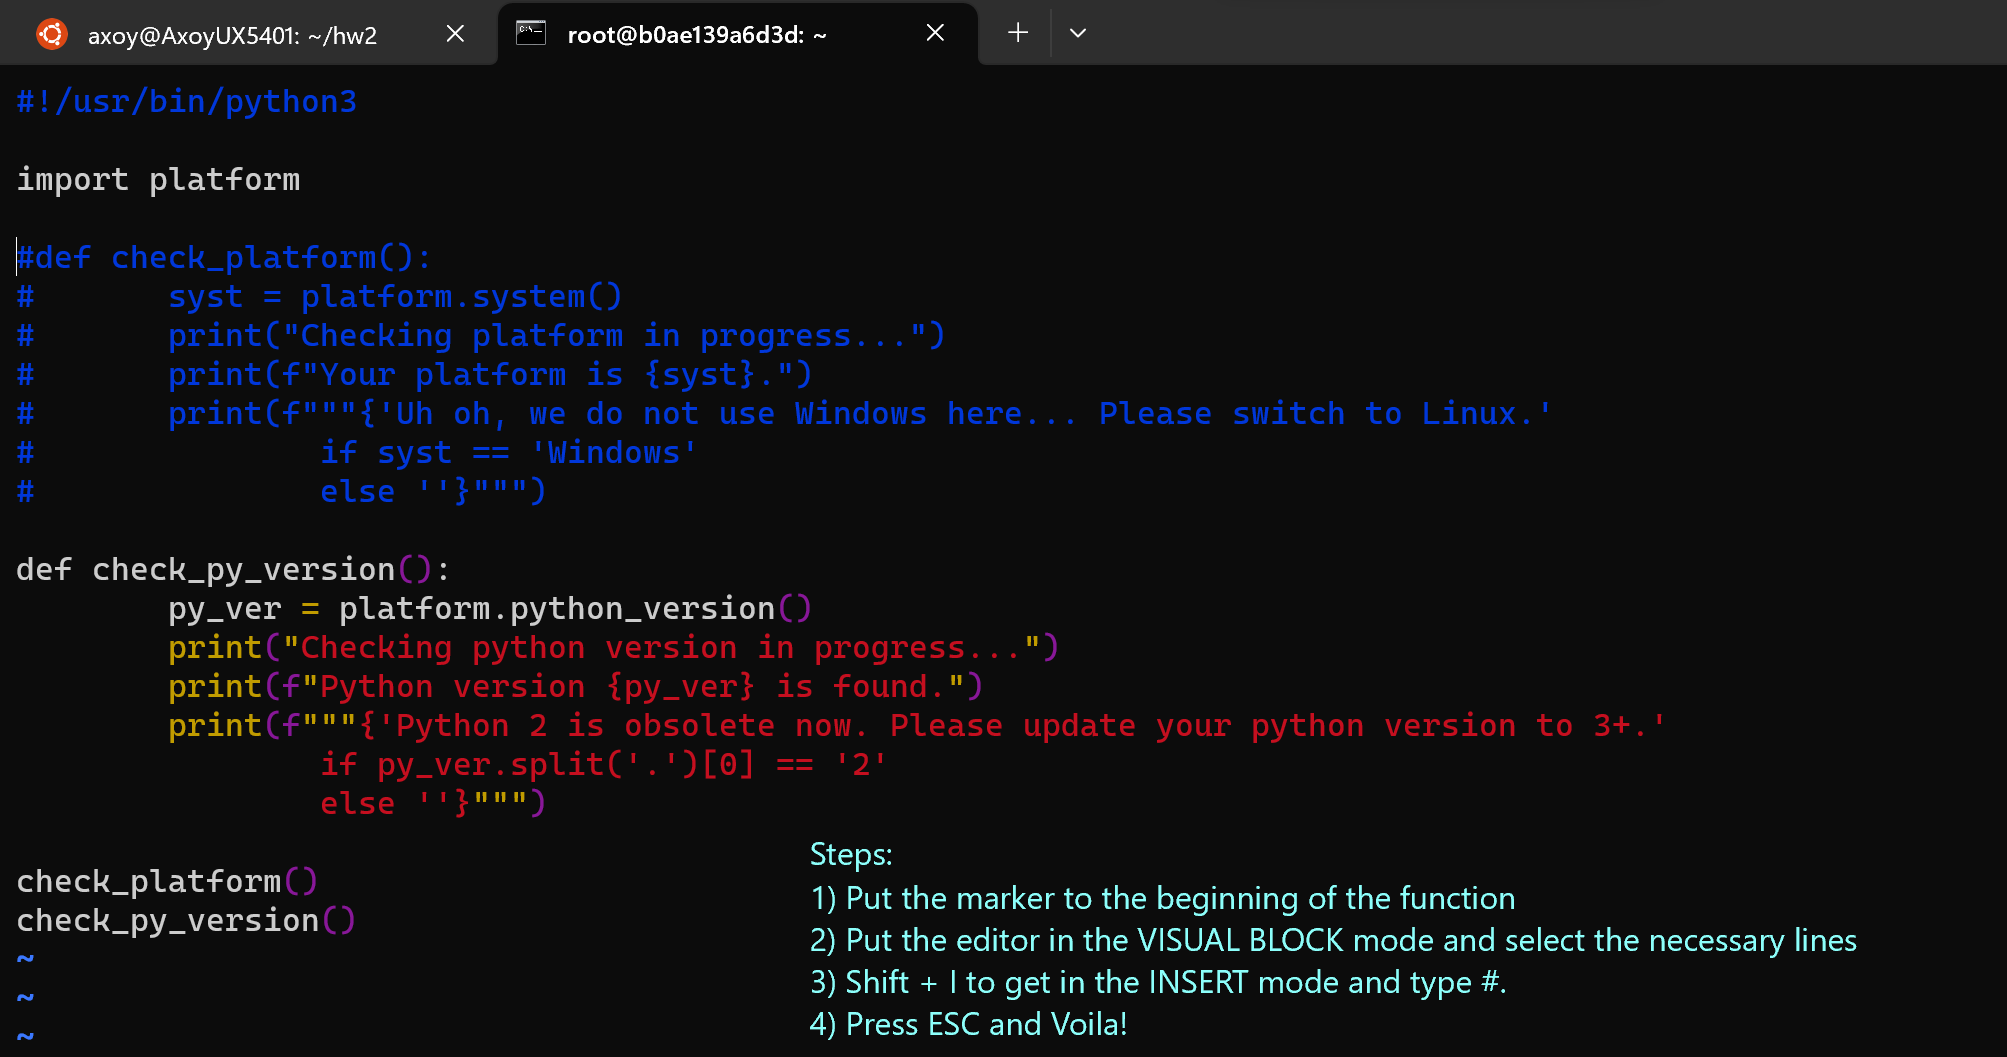 axoy@AxoyUX5401: ~/hw2
root@b0ae139a6d3d: ~
#!/usr/bin/python3
import platform
#def check_platform():
#       syst = platform.system()
#       print("Checking platform in progress...")
#       print(f"Your platform is {syst}.")
#       print(f"""{'Uh oh, we do not use Windows here... Please switch to Linux.'
#               if syst == 'Windows'
#               else ''}""")
def check_py_version():
        py_ver = platform.python_version()
        print("Checking python version in progress...")
        print(f"Python version {py_ver} is found.")
        print(f"""{'Python 2 is obsolete now. Please update your python version to 3+.'
                if py_ver.split('.')[0] == '2'
                else ''}""")
check_platform()
check_py_version()
~
~
~
Steps:
1) Put the marker to the beginning of the function
2) Put the editor in the VISUAL BLOCK mode and select the necessary lines
3) Shift + I to get in the INSERT mode and type #.
4) Press ESC and Voila!